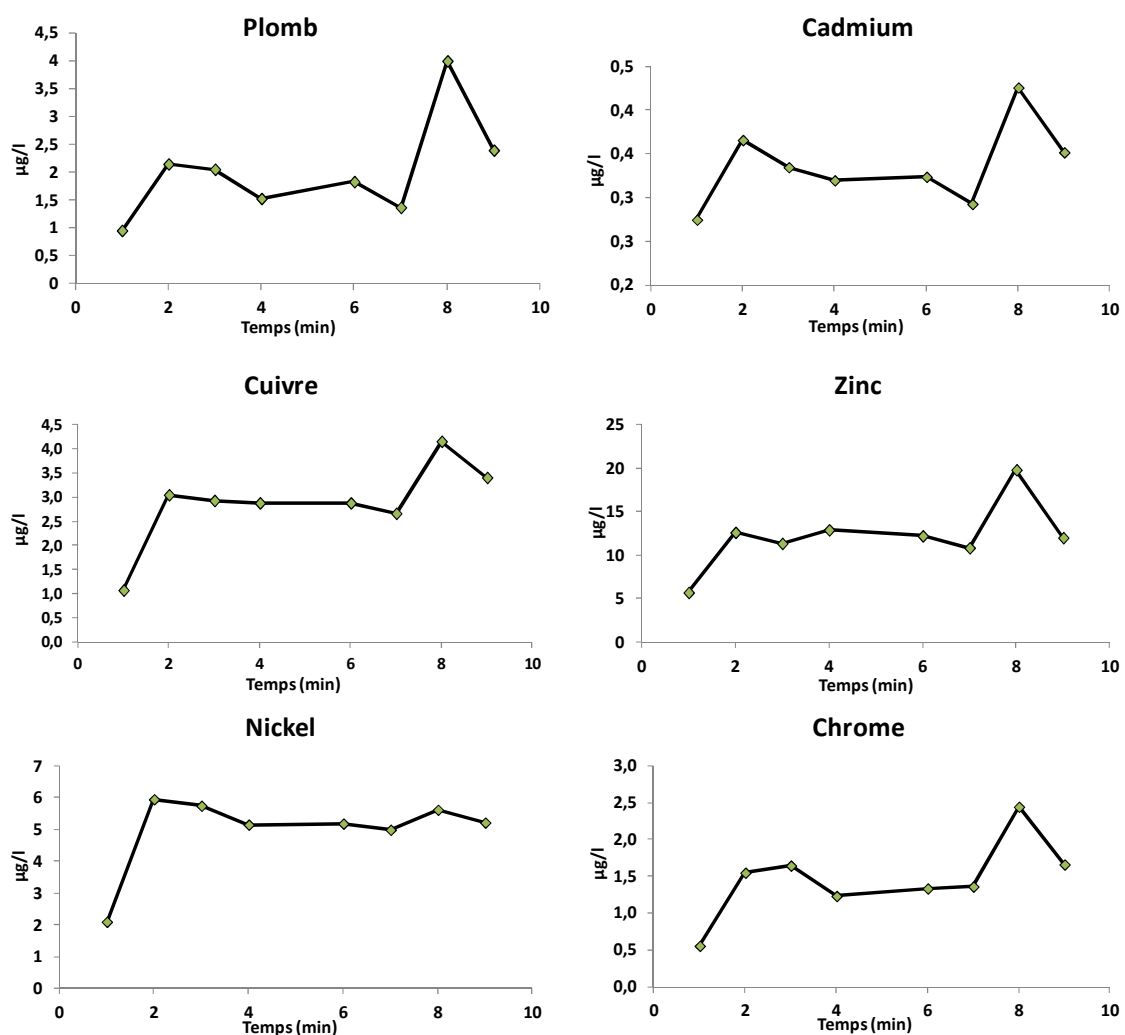 Plomb
4,5
4
3,5
3
2,5
2
1,5
1
0,5
0
µg/l
0 2 4 6 8 10
Temps (min)
Cadmium
0,5
0,4
0,4
0,3
0,3
0,2
µg/l
0 2 4 6 8 10
Temps (min)
Cuivre
4,5
4,0
3,5
3,0
2,5
2,0
1,5
1,0
0,5
0,0
µg/l
0 2 4 6 8 10
Temps (min)
Zinc
25
20
15
10
5
0
µg/l
0 2 4 6 8 10
Temps (min)
Nickel
7
6
5
4
3
2
1
0
µg/l
0 2 4 6 8 10
Temps (min)
Chrome
3,0
2,5
2,0
1,5
1,0
0,5
0,0
µg/l
0 2 4 6 8 10
Temps (min)